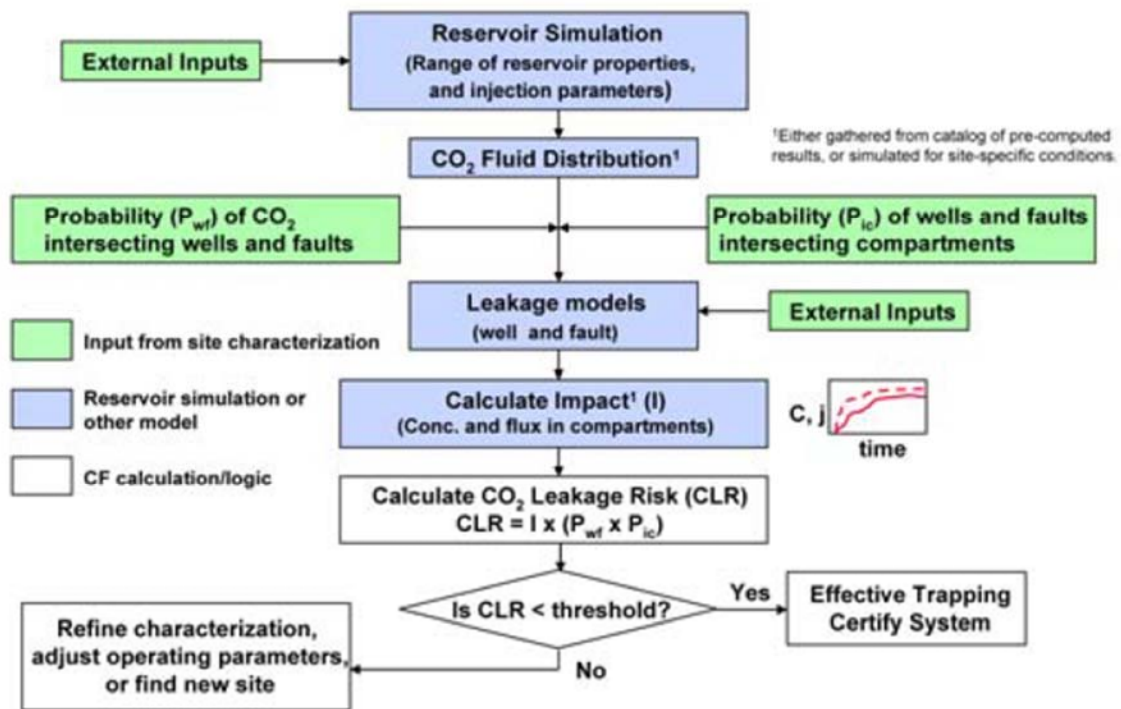 Reservoir Simulation
(Range of reservoir properties,
and injection parameters)
External Inputs
¹Either gathered from catalog of pre-computed
results, or simulated for site-specific conditions.
CO₂ Fluid Distribution¹
Probability (P_wf) of CO₂
intersecting wells and faults
Probability (P_ic) of wells and faults
intersecting compartments
Leakage models
(well and fault)
External Inputs
Input from site characterization
Reservoir simulation or
other model
CF calculation/logic
Calculate Impact¹ (I)
(Conc. and flux in compartments)
C, j
time
Calculate CO₂ Leakage Risk (CLR)
CLR = I x (P_wf x P_ic)
Is CLR < threshold?
Yes
Effective Trapping
Certify System
No
Refine characterization,
adjust operating parameters,
or find new site